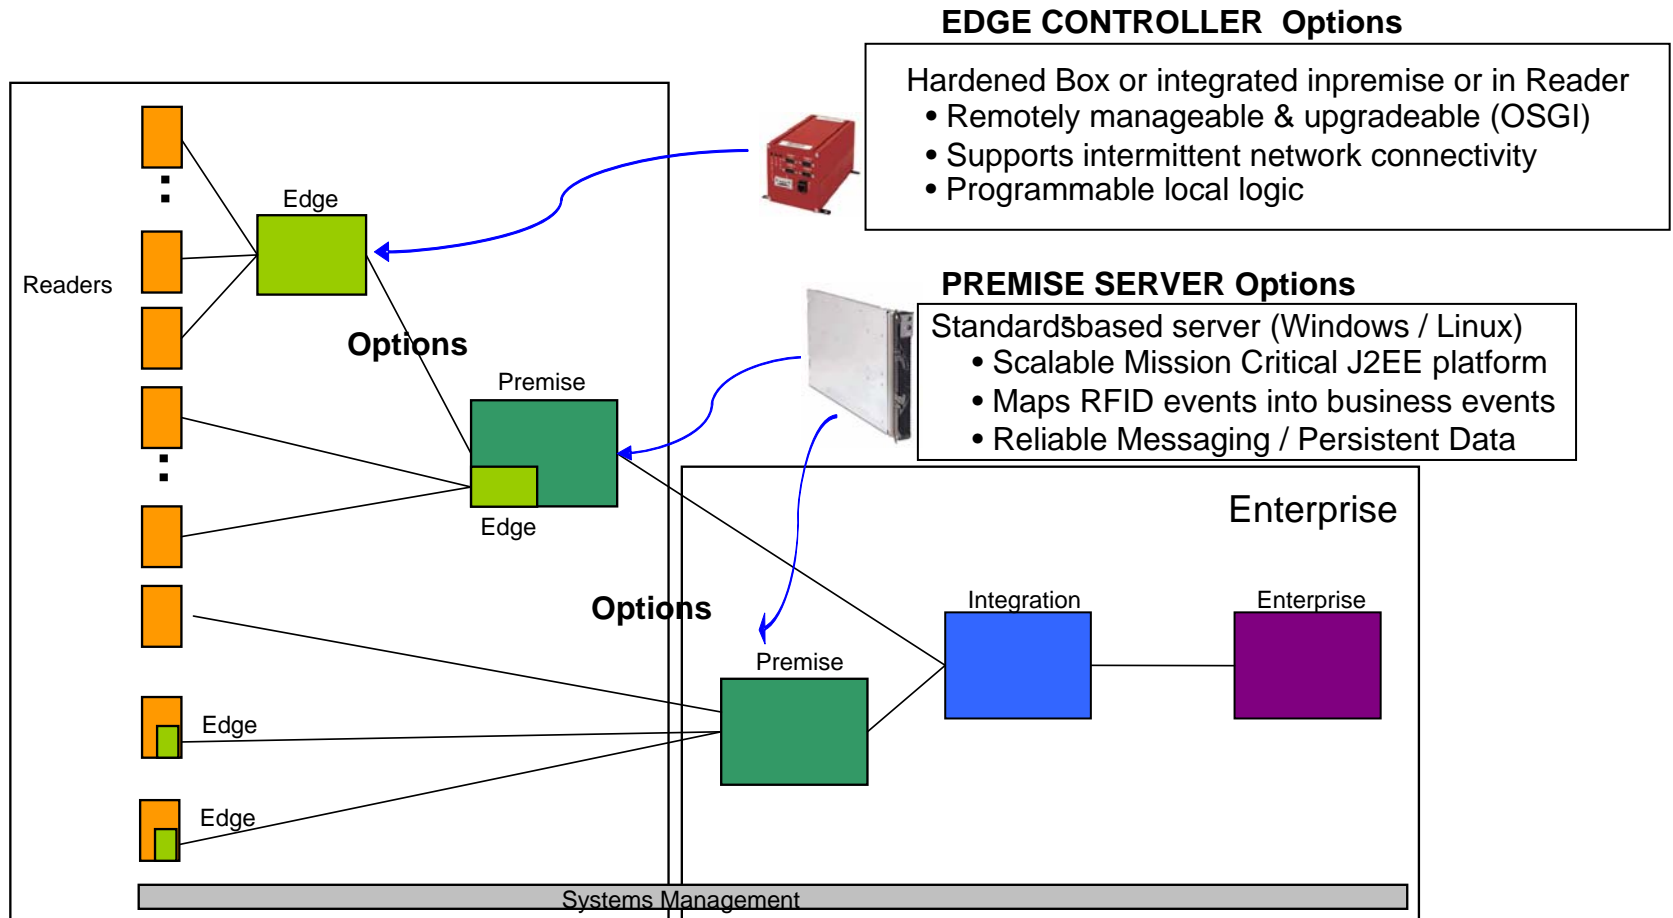 EDGE CONTROLLER Options
Hardened Box or integrated inpremise or in Reader
• Remotely manageable & upgradeable (OSGI)
• Supports intermittent network connectivity
• Programmable local logic
Edge
Readers
PREMISE SERVER Options
Standards-based server (Windows / Linux)
• Scalable Mission Critical J2EE platform
• Maps RFID events into business events
• Reliable Messaging / Persistent Data
Options
Premise
Edge
Enterprise
Options
Integration
Enterprise
Premise
Edge
Edge
Systems Management